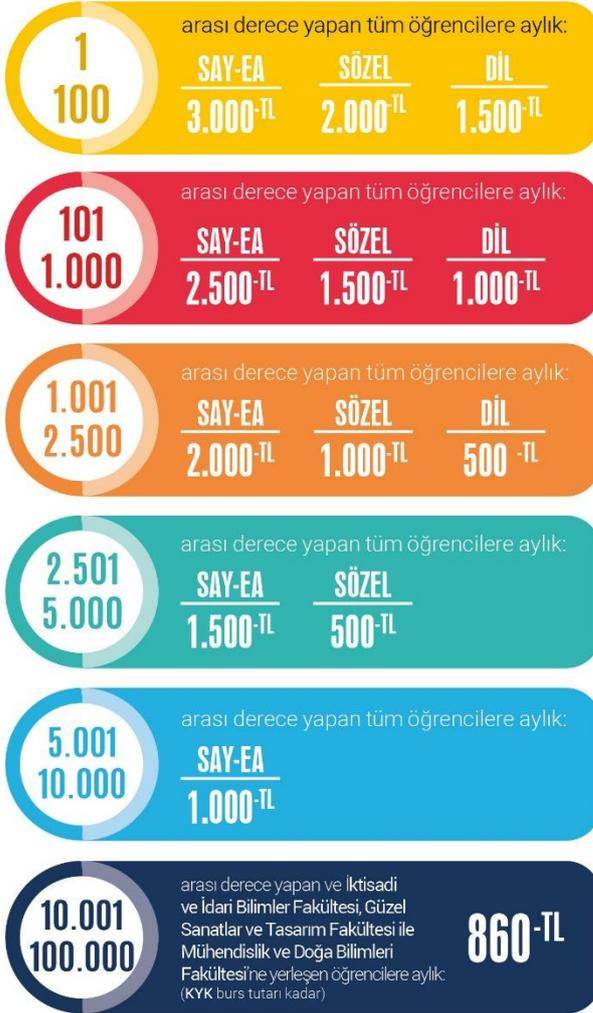 1
100
arası derece yapan tüm öğrencilere aylık:
SAY-EA SÖZEL DİL
3.000-TL 2.000-TL 1.500-TL
101
1.000
arası derece yapan tüm öğrencilere aylık:
SAY-EA SÖZEL DİL
2.500-TL 1.500-TL 1.000-TL
1.001
2.500
arası derece yapan tüm öğrencilere aylık:
SAY-EA SÖZEL DİL
2.000-TL 1.000-TL 500 -TL
2.501
5.000
arası derece yapan tüm öğrencilere aylık:
SAY-EA SÖZEL
1.500-TL 500-TL
5.001
10.000
arası derece yapan tüm öğrencilere aylık:
SAY-EA
1.000-TL
10.001
100.000
arası derece yapan ve İktisadi
ve İdari Bilimler Fakültesi, Güzel
Sanatlar ve Tasarım Fakültesi ile
Mühendislik ve Doğa Bilimleri
Fakültesi'ne yerleşen öğrencilere aylık:
(KYK burs tutarı kadar)
860-TL